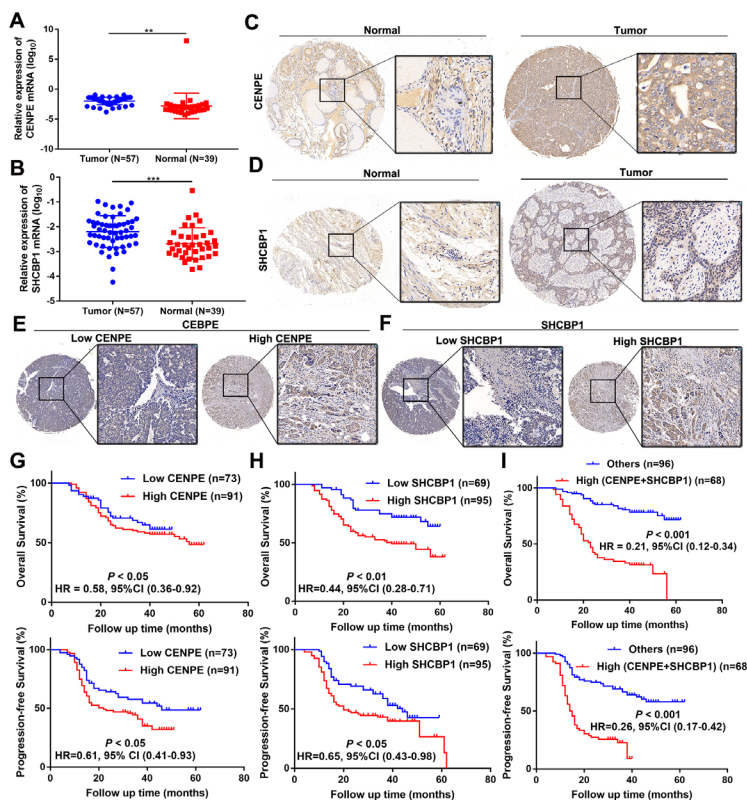 A
Relative expression of
CENPE mRNA (log10)
**
10
5
0
-5
-10
Tumor (N=57)
Normal (N=39)
B
Relative expression of
SHCBP1 mRNA (log10)
***
0
-1
-2
-3
-4
-5
Tumor (N=57)
Normal (N=39)
C
Normal
Tumor
CENPE
D
Normal
Tumor
SHCBP1
E
CEBPE
Low CENPE
High CENPE
F
SHCBP1
Low SHCBP1
High SHCBP1
G
Low CENPE (n=73)
High CENPE (n=91)
Overall Survival (%)
100
50
0
P < 0.05
HR = 0.58, 95%CI (0.36-0.92)
0 20 40 60 80
Follow up time (months)
Low CENPE (n=73)
High CENPE (n=91)
Progression-free Survival (%)
100
50
0
P < 0.05
HR=0.61, 95% CI (0.41-0.93)
0 20 40 60 80
Follow up time (months)
H
Low SHCBP1 (n=69)
High SHCBP1 (n=95)
Overall Survival (%)
100
50
0
P < 0.01
HR=0.44, 95%CI (0.28-0.71)
0 20 40 60 80
Follow up time (months)
Low SHCBP1 (n=69)
High SHCBP1 (n=95)
Progression-free Survival (%)
100
50
0
P < 0.05
HR=0.65, 95%CI (0.43-0.98)
0 20 40 60 80
Follow up time (months)
I
Others (n=96)
High (CENPE+SHCBP1) (n=68)
Overall Survival (%)
100
50
0
P < 0.001
HR = 0.21, 95%CI (0.12-0.34)
0 20 40 60 80
Follow up time (months)
Others (n=96)
High (CENPE+SHCBP1) (n=68
Progression-free Survival (%)
100
50
0
P < 0.001
HR=0.26, 95%CI (0.17-0.42)
0 20 40 60 80
Follow up time (months)